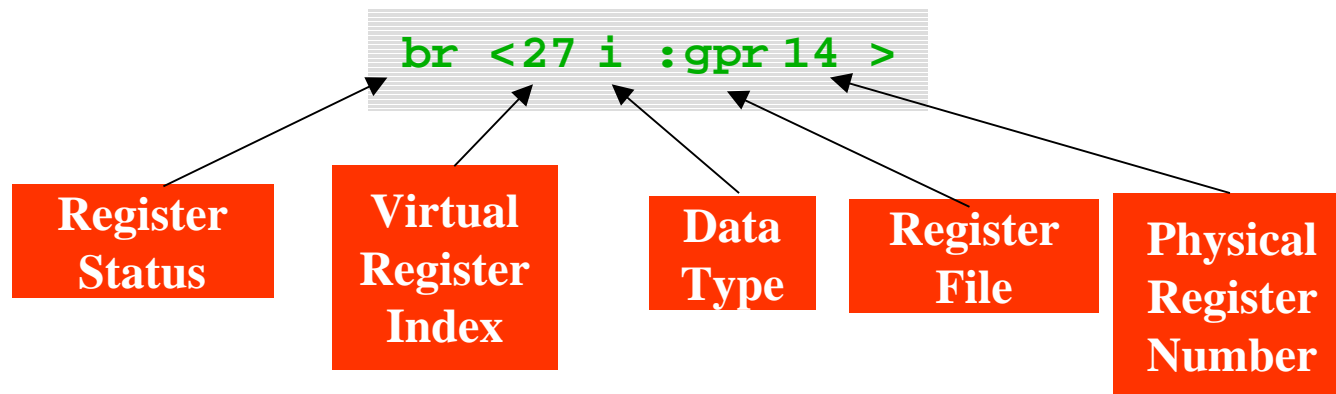 br <27 i :gpr 14 >
Register
Status
Virtual
Register
Index
Data
Type
Register
File
Physical
Register
Number